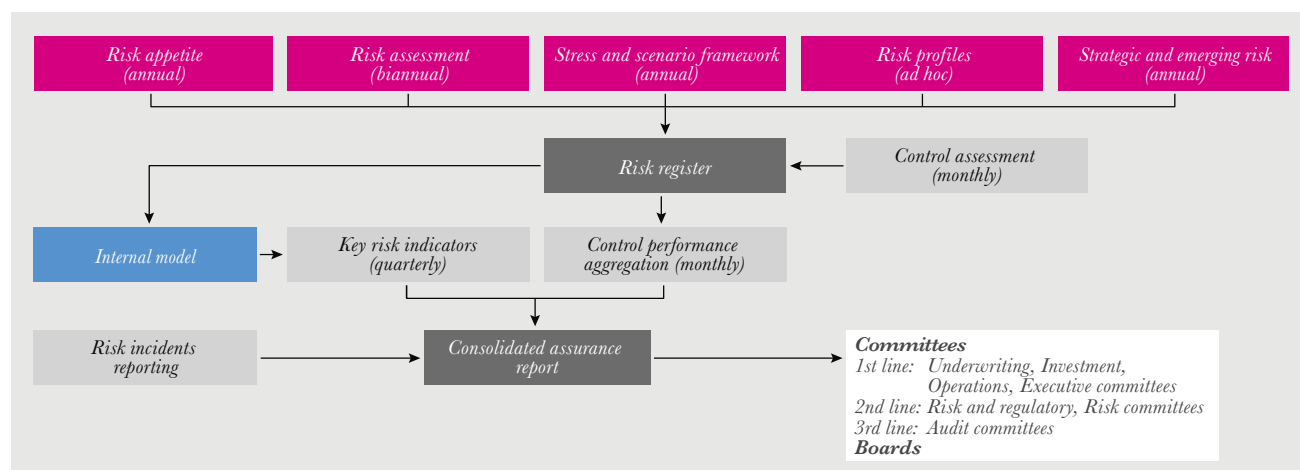 Risk appetite
(annual)
Risk assessment
(biannual)
Stress and scenario framework
(annual)
Risk profiles
(ad hoc)
Strategic and emerging risk
(annual)
Risk register
Control assessment
(monthly)
Internal model
Key risk indicators
(quarterly)
Control performance
aggregation (monthly)
Risk incidents
reporting
Consolidated assurance
report
Committees
1st line: Underwriting, Investment,
Operations, Executive committees
2nd line: Risk and regulatory, Risk committees
3rd line: Audit committees
Boards